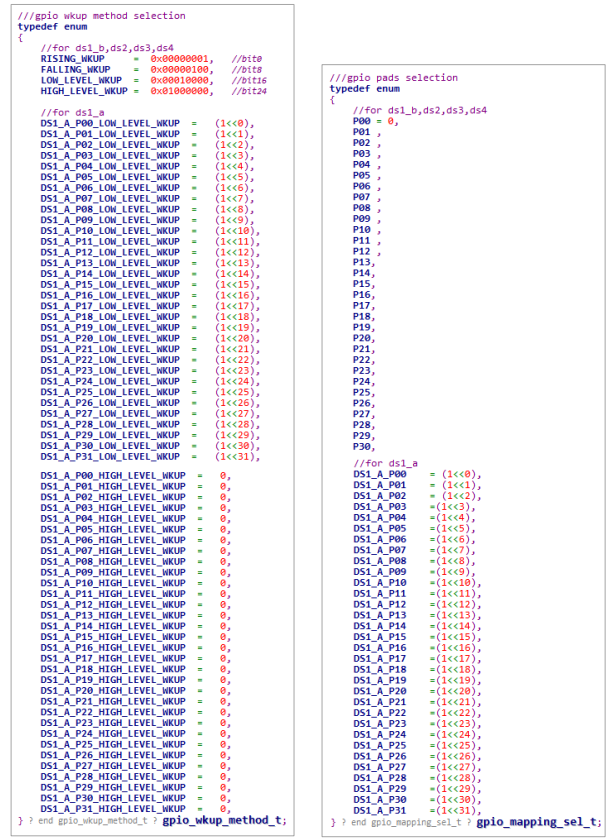 ///gpio wkup method selection
typedef enum
{
//for ds1_b,ds2,ds3,ds4
RISING_WKUP = 0x00000001, //bit0
FALLING_WKUP = 0x00000100, //bit8
LOW_LEVEL_WKUP = 0x00010000, //bit16
HIGH_LEVEL_WKUP = 0x01000000, //bit24
//for ds1_a
DS1_A_P00_LOW_LEVEL_WKUP = (1<<0),
DS1_A_P01_LOW_LEVEL_WKUP = (1<<1),
DS1_A_P02_LOW_LEVEL_WKUP = (1<<2),
DS1_A_P03_LOW_LEVEL_WKUP = (1<<3),
DS1_A_P04_LOW_LEVEL_WKUP = (1<<4),
DS1_A_P05_LOW_LEVEL_WKUP = (1<<5),
DS1_A_P06_LOW_LEVEL_WKUP = (1<<6),
DS1_A_P07_LOW_LEVEL_WKUP = (1<<7),
DS1_A_P08_LOW_LEVEL_WKUP = (1<<8),
DS1_A_P09_LOW_LEVEL_WKUP = (1<<9),
DS1_A_P10_LOW_LEVEL_WKUP = (1<<10),
DS1_A_P11_LOW_LEVEL_WKUP = (1<<11),
DS1_A_P12_LOW_LEVEL_WKUP = (1<<12),
DS1_A_P13_LOW_LEVEL_WKUP = (1<<13),
DS1_A_P14_LOW_LEVEL_WKUP = (1<<14),
DS1_A_P15_LOW_LEVEL_WKUP = (1<<15),
DS1_A_P16_LOW_LEVEL_WKUP = (1<<16),
DS1_A_P17_LOW_LEVEL_WKUP = (1<<17),
DS1_A_P18_LOW_LEVEL_WKUP = (1<<18),
DS1_A_P19_LOW_LEVEL_WKUP = (1<<19),
DS1_A_P20_LOW_LEVEL_WKUP = (1<<20),
DS1_A_P21_LOW_LEVEL_WKUP = (1<<21),
DS1_A_P22_LOW_LEVEL_WKUP = (1<<22),
DS1_A_P23_LOW_LEVEL_WKUP = (1<<23),
DS1_A_P24_LOW_LEVEL_WKUP = (1<<24),
DS1_A_P25_LOW_LEVEL_WKUP = (1<<25),
DS1_A_P26_LOW_LEVEL_WKUP = (1<<26),
DS1_A_P27_LOW_LEVEL_WKUP = (1<<27),
DS1_A_P28_LOW_LEVEL_WKUP = (1<<28),
DS1_A_P29_LOW_LEVEL_WKUP = (1<<29),
DS1_A_P30_LOW_LEVEL_WKUP = (1<<30),
DS1_A_P31_LOW_LEVEL_WKUP = (1<<31),
DS1_A_P00_HIGH_LEVEL_WKUP = 0,
DS1_A_P01_HIGH_LEVEL_WKUP = 0,
DS1_A_P02_HIGH_LEVEL_WKUP = 0,
DS1_A_P03_HIGH_LEVEL_WKUP = 0,
DS1_A_P04_HIGH_LEVEL_WKUP = 0,
DS1_A_P05_HIGH_LEVEL_WKUP = 0,
DS1_A_P06_HIGH_LEVEL_WKUP = 0,
DS1_A_P07_HIGH_LEVEL_WKUP = 0,
DS1_A_P08_HIGH_LEVEL_WKUP = 0,
DS1_A_P09_HIGH_LEVEL_WKUP = 0,
DS1_A_P10_HIGH_LEVEL_WKUP = 0,
DS1_A_P11_HIGH_LEVEL_WKUP = 0,
DS1_A_P12_HIGH_LEVEL_WKUP = 0,
DS1_A_P13_HIGH_LEVEL_WKUP = 0,
DS1_A_P14_HIGH_LEVEL_WKUP = 0,
DS1_A_P15_HIGH_LEVEL_WKUP = 0,
DS1_A_P16_HIGH_LEVEL_WKUP = 0,
DS1_A_P17_HIGH_LEVEL_WKUP = 0,
DS1_A_P18_HIGH_LEVEL_WKUP = 0,
DS1_A_P19_HIGH_LEVEL_WKUP = 0,
DS1_A_P20_HIGH_LEVEL_WKUP = 0,
DS1_A_P21_HIGH_LEVEL_WKUP = 0,
DS1_A_P22_HIGH_LEVEL_WKUP = 0,
DS1_A_P23_HIGH_LEVEL_WKUP = 0,
DS1_A_P24_HIGH_LEVEL_WKUP = 0,
DS1_A_P25_HIGH_LEVEL_WKUP = 0,
DS1_A_P26_HIGH_LEVEL_WKUP = 0,
DS1_A_P27_HIGH_LEVEL_WKUP = 0,
DS1_A_P28_HIGH_LEVEL_WKUP = 0,
DS1_A_P29_HIGH_LEVEL_WKUP = 0,
DS1_A_P30_HIGH_LEVEL_WKUP = 0,
DS1_A_P31_HIGH_LEVEL_WKUP = 0,
} ? end gpio_wkup_method_t ? gpio_wkup_method_t;
///gpio pads selection
typedef enum
{
//for ds1_b,ds2,ds3,ds4
P00 = 0,
P01 ,
P02 ,
P03 ,
P04 ,
P05 ,
P06 ,
P07 ,
P08 ,
P09 ,
P10 ,
P11 ,
P12 ,
P13,
P14,
P15,
P16,
P17,
P18,
P19,
P20,
P21,
P22,
P23,
P24,
P25,
P26,
P27,
P28,
P29,
P30,
//for ds1_a
DS1_A_P00 = (1<<0),
DS1_A_P01 = (1<<1),
DS1_A_P02 = (1<<2),
DS1_A_P03 =(1<<3),
DS1_A_P04 =(1<<4),
DS1_A_P05 =(1<<5),
DS1_A_P06 =(1<<6),
DS1_A_P07 =(1<<7),
DS1_A_P08 =(1<<8),
DS1_A_P09 =(1<<9),
DS1_A_P10 =(1<<10),
DS1_A_P11 =(1<<11),
DS1_A_P12 =(1<<12),
DS1_A_P13 =(1<<13),
DS1_A_P14 =(1<<14),
DS1_A_P15 =(1<<15),
DS1_A_P16 =(1<<16),
DS1_A_P17 =(1<<17),
DS1_A_P18 =(1<<18),
DS1_A_P19 =(1<<19),
DS1_A_P20 =(1<<20),
DS1_A_P21 =(1<<21),
DS1_A_P22 =(1<<22),
DS1_A_P23 =(1<<23),
DS1_A_P24 =(1<<24),
DS1_A_P25 =(1<<25),
DS1_A_P26 =(1<<26),
DS1_A_P27 =(1<<27),
DS1_A_P28 =(1<<28),
DS1_A_P29 =(1<<29),
DS1_A_P30 =(1<<30),
DS1_A_P31 =(1<<31),
} ? end gpio_mapping_sel_t ? gpio_mapping_sel_t;